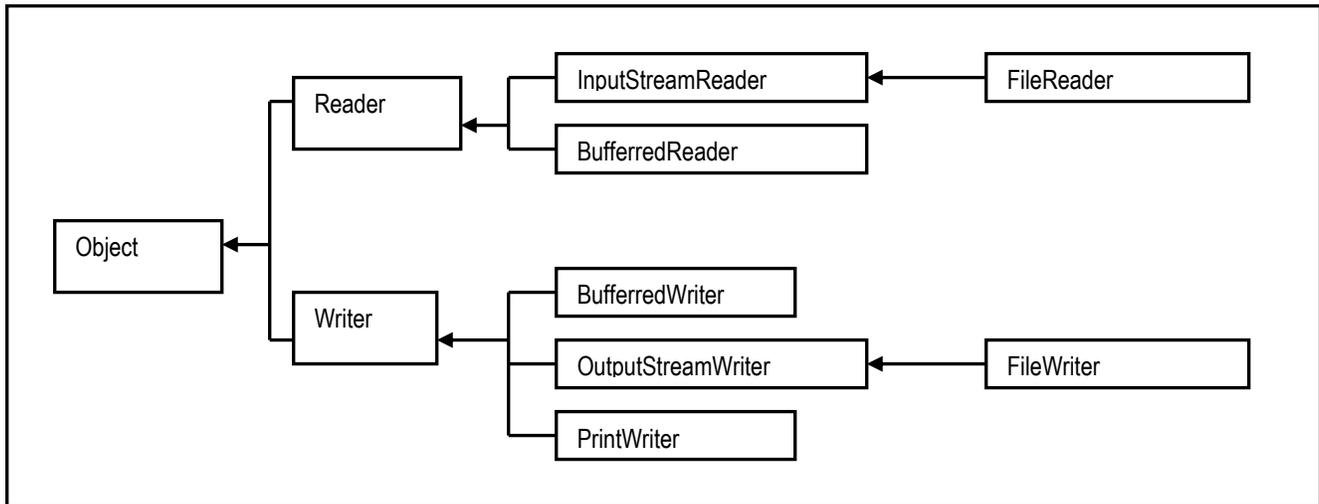 Object
Reader
InputStreamReader
FileReader
BufferredReader
Writer
BufferredWriter
OutputStreamWriter
FileWriter
PrintWriter